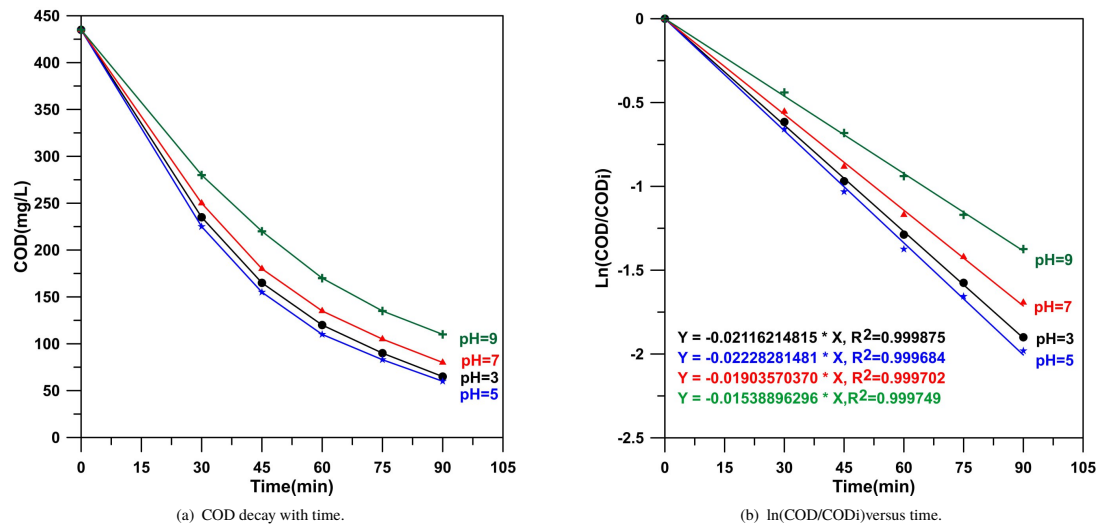 450
400
350
300
250
200
150
100
50
0
COD(mg/L)
pH=9
pH=7
pH=3
pH=5
0 15 30 45 60 75 90 105
Time(min)
(a) COD decay with time.
0
-0.5
-1
-1.5
-2
-2.5
Ln(COD/CODi)
pH=9
pH=7
pH=3
pH=5
Y = -0.02116214815 * X, R²=0.999875
Y = -0.02228281481 * X, R²=0.999684
Y = -0.01903570370 * X, R²=0.999702
Y = -0.01538896296 * X,R²=0.999749
0 15 30 45 60 75 90 105
Time(min)
(b) ln(COD/CODi)versus time.